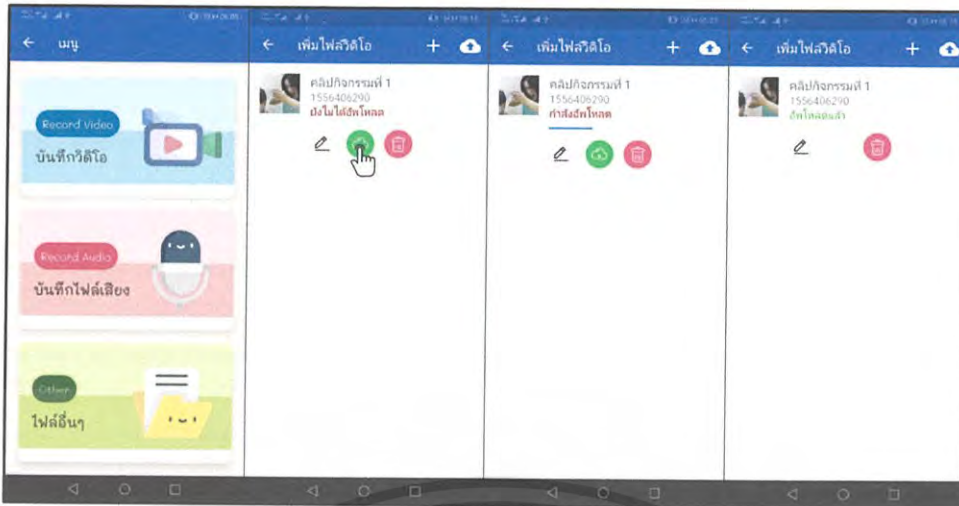 เมนู
Record Video
บันทึกวิดีโอ
Record Audio
บันทึกไฟล์เสียง
Other
ไฟล์อื่นๆ
เพิ่มไฟล์วิดีโอ
คลิปกิจกรรมที่ 1
1556406290
ยังไม่ได้อัพโหลด
เพิ่มไฟล์วิดีโอ
คลิปกิจกรรมที่ 1
1556406290
กำลังอัพโหลด
เพิ่มไฟล์วิดีโอ
คลิปกิจกรรมที่ 1
1556406290
อัพโหลดแล้ว